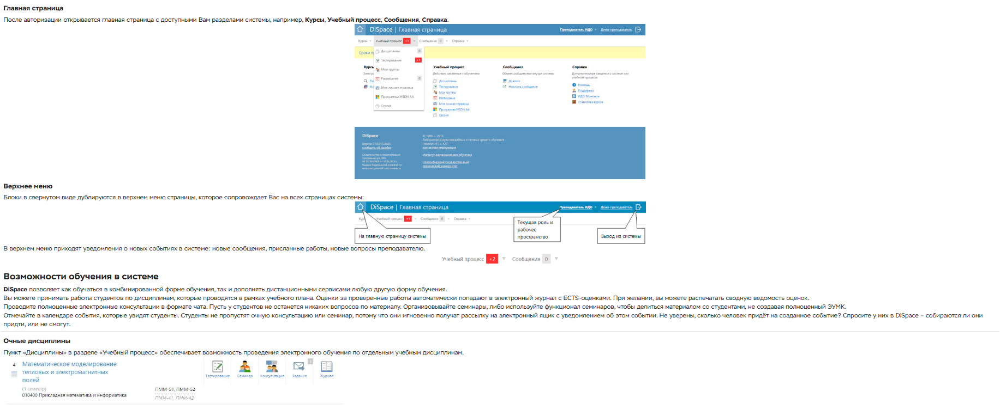 Главная страница
После авторизации открывается главная страница с доступными Вам разделами системы, например, Курсы, Учебный процесс, Сообщения, Справка.
DiSpace | Главная страница
Преподаватель ИДО
Демо-преподаватель
Курсы
Учебный процесс +1
Сообщения 0
Справка
Сроки п
Дисциплины 0
Тестирование +1
Мои группы
Расписание 0
Моя личная страница
Программы MSDN AA
Сессия
Курсы
Электро
По
Мо
Учебный процесс
Действия, связанные с обучением
Дисциплины
Тестирование
Мои группы
Расписание
Моя личная страница
Программы MSDN AA
Сессия
Сообщения
Обмен сообщениями внутри системы
Диалоги
Написать сообщение
Справка
Дополнительные сведения о системе или
учебном процессе
Помощь
Поддержка
ИДО ВКонтакте
Статистика курсов
DiSpace
Версия 2.10.015.0603
сообщить об ошибке
Свидетельство о госрегистрации
программы для ЭВМ
Выдано Федеральной службой по
интеллектуальной собственности
© 1994 — 2015
Лаборатория мультимедийных и сетевых средств обучения
I корпус НГТУ, 427
контактная информация
Институт дистанционного обучения
Новосибирский государственный
технический университет
Верхнее меню
Блоки в свернутом виде дублируются в верхнем меню страницы, которое сопровождает Вас на всех страницах системы:
DiSpace | Главная страница
Преподаватель ИДО
Демо-преподаватель
Кур
Учебный процесс +1
Сообщения 0
Справка
На главную страницу системы
Текущая роль и
рабочее
пространство
Выход из системы
В верхнем меню приходят уведомления о новых событиях в системе: новые сообщения, присланные работы, новые вопросы преподавателю.
Учебный процесс +2 Сообщения 0
Возможности обучения в системе
DiSpace позволяет как обучаться в комбинированной форме обучения, так и дополнять дистанционными сервисами любую другую форму обучения.
Вы можете принимать работы студентов по дисциплинам, которые проводятся в рамках учебного плана. Оценки за проверенные работы автоматически попадают в электронный журнал с ECTS-оценками. При желании, вы можете распечатать сводную ведомость оценок.
Проводите полноценные электронные консультации в формате чата. Пусть у студентов не останется никаких вопросов по материалу. Организовывайте семинары, либо используйте функционал семинаров, чтобы делиться материалом со студентами, не создавая полноценный ЭУМК.
Отмечайте в календаре события, которые увидят студенты. Студенты не пропустят очную консультацию или семинар, потому что они мгновенно получат рассылку на электронный ящик с уведомлением об этом событии. Не уверены, сколько человек придёт на созданное событие? Спросите у них в DiSpace – собираются ли они
придти, или не смогут.
Очные дисциплины
Пункт «Дисциплины» в разделе «Учебный процесс» обеспечивает возможность проведения электронного обучения по отдельным учебным дисциплинам.
4
Математическое моделирование
тепловых и электромагнитных
полей
(1 семестр)
010400 Прикладная математика и информатика
ПММ-51, ПММ-52
ПММ-41, ПММ-42
Тестирование
Семинар
Консультация
1
Задания
Журнал